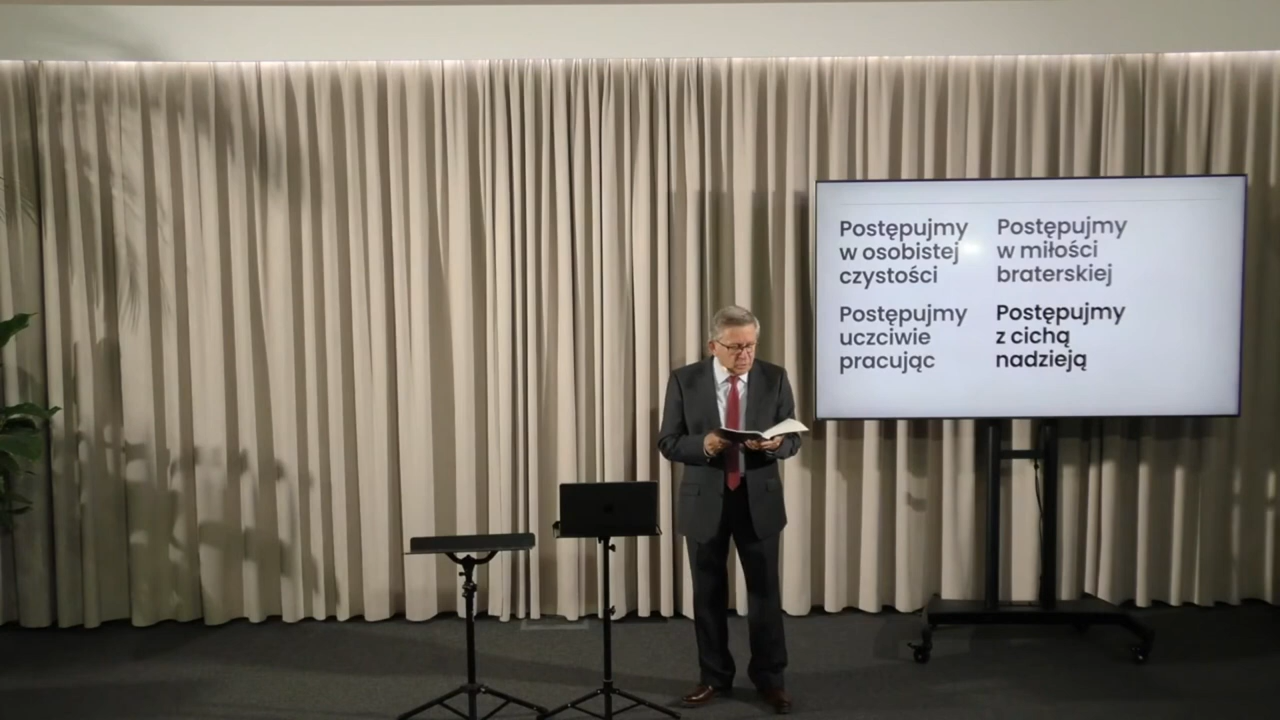 Postępujmy
w osobistej
czystości
Postępujmy
w miłości
braterskiej
Postępujmy
uczciwie
pracując
Postępujmy
z cichą
nadzieją